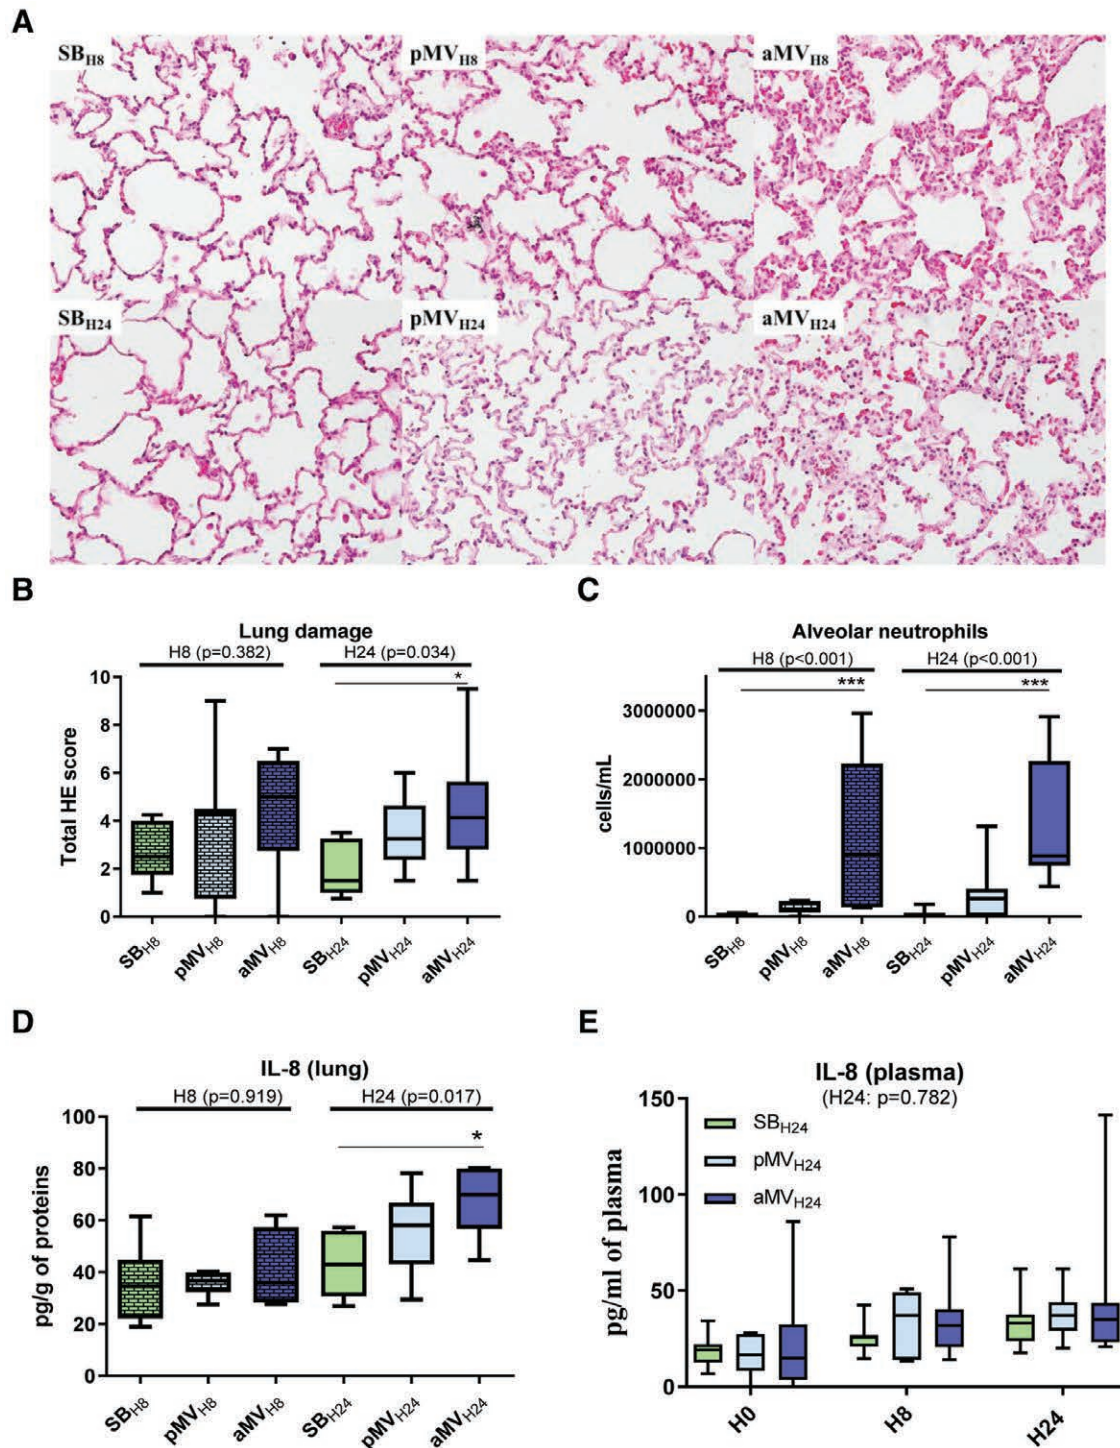 A
SBH8
pMVH8
aMVH8
SBH24
pMVH24
aMVH24
B
Lung damage
H8 (p=0.382)
H24 (p=0.034)
*
10
8
6
4
2
0
Total HE score
SBH8
pMVH8
aMVH8
SBH24
pMVH24
aMVH24
C
Alveolar neutrophils
H8 (p<0.001)
H24 (p<0.001)
***
***
3000000
2000000
1000000
0
cells/mL
SBH8
pMVH8
aMVH8
SBH24
pMVH24
aMVH24
D
IL-8 (lung)
H8 (p=0.919)
H24 (p=0.017)
*
100
80
60
40
20
0
pg/g of proteins
SBH8
pMVH8
aMVH8
SBH24
pMVH24
aMVH24
E
IL-8 (plasma)
(H24: p=0.782)
150
100
50
0
pg/ml of plasma
SBH24
pMVH24
aMVH24
H0
H8
H24